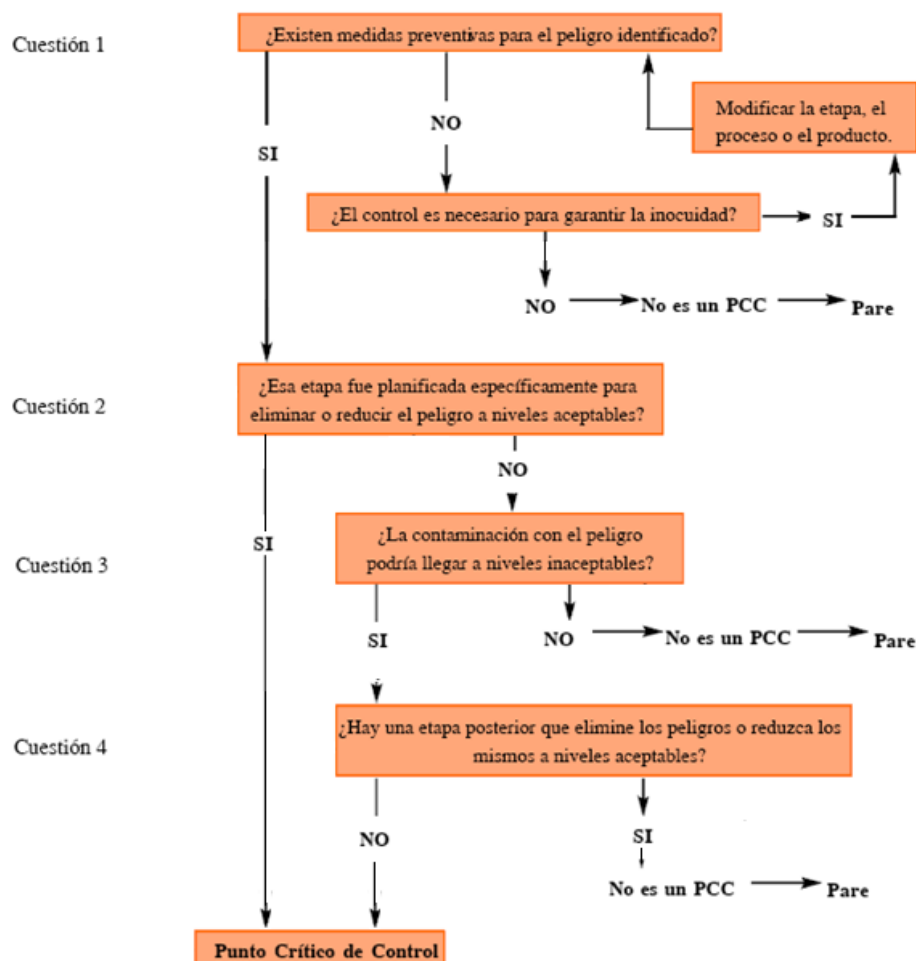 Cuestión 1
¿Existen medidas preventivas para el peligro identificado?
Modificar la etapa, el
proceso o el producto.
SI
NO
¿El control es necesario para garantir la inocuidad?
SI
NO
No es un PCC
Pare
Cuestión 2
¿Esa etapa fue planificada específicamente para
eliminar o reducir el peligro a niveles aceptables?
NO
SI
Cuestión 3
¿La contaminación con el peligro
podría llegar a niveles inaceptables?
SI
NO
No es un PCC
Pare
Cuestión 4
¿Hay una etapa posterior que elimine los peligros o reduzca los
mismos a niveles aceptables?
NO
SI
No es un PCC
Pare
Punto Crítico de Control